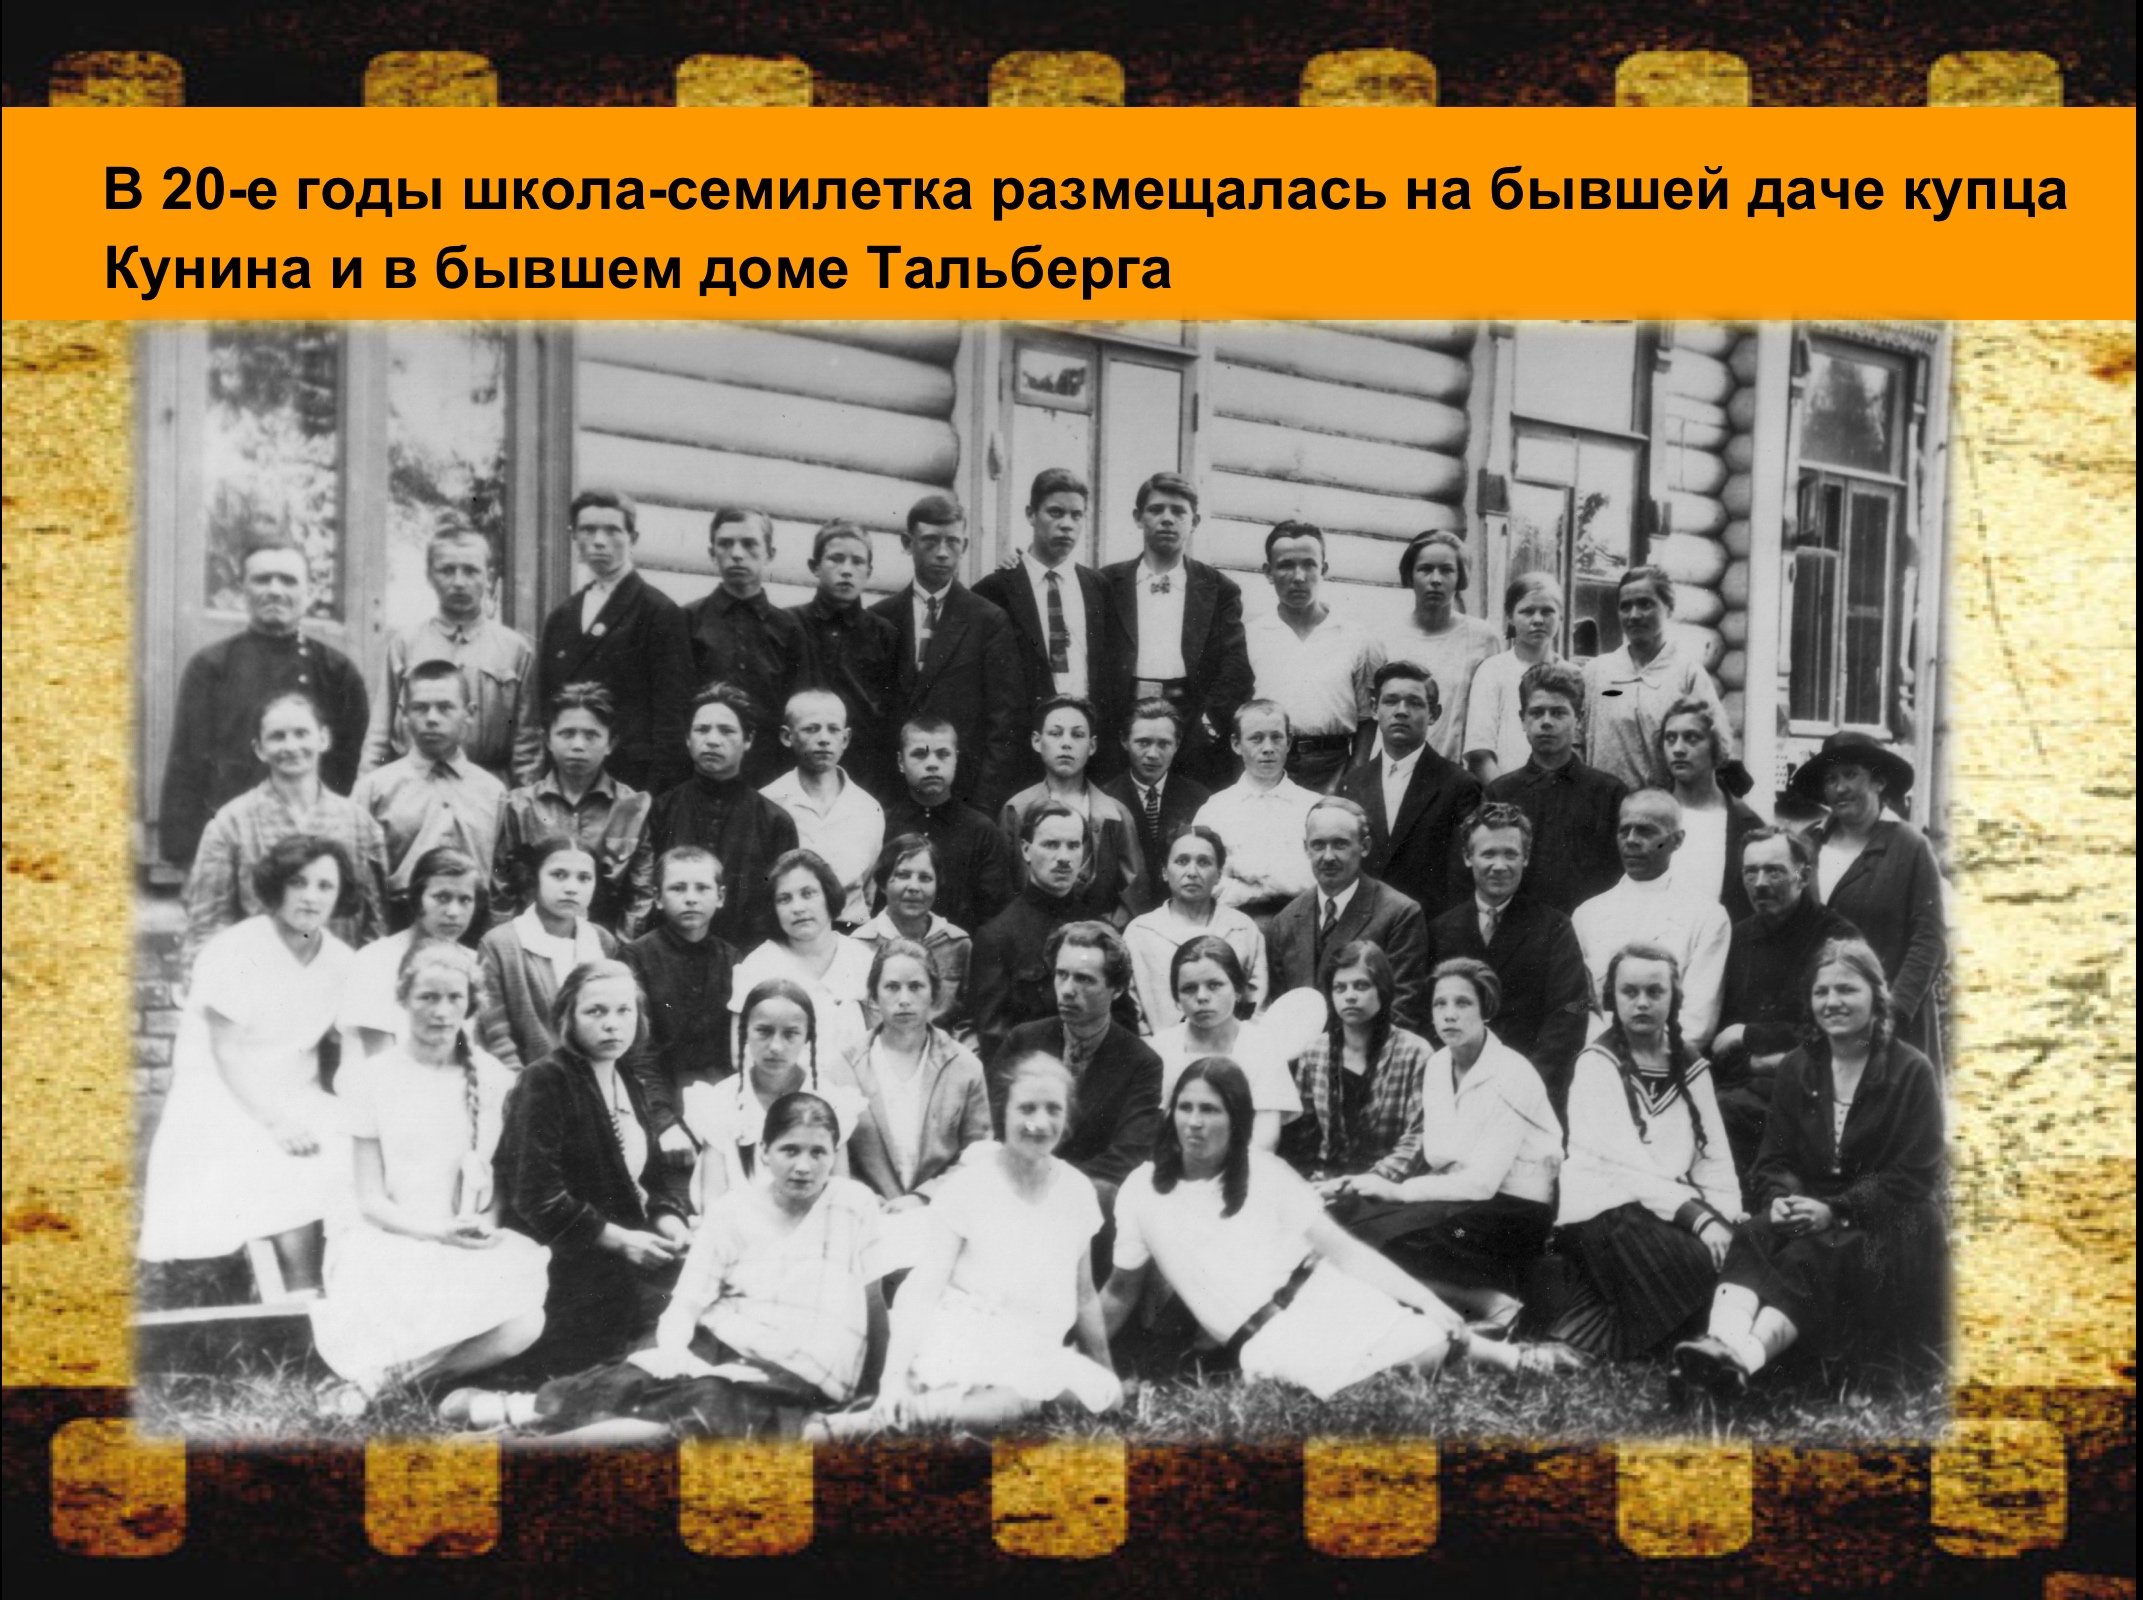 В 20-е годы школа-семилетка размещалась на бывшей даче купца
Кунина и в бывшем доме Тальберга